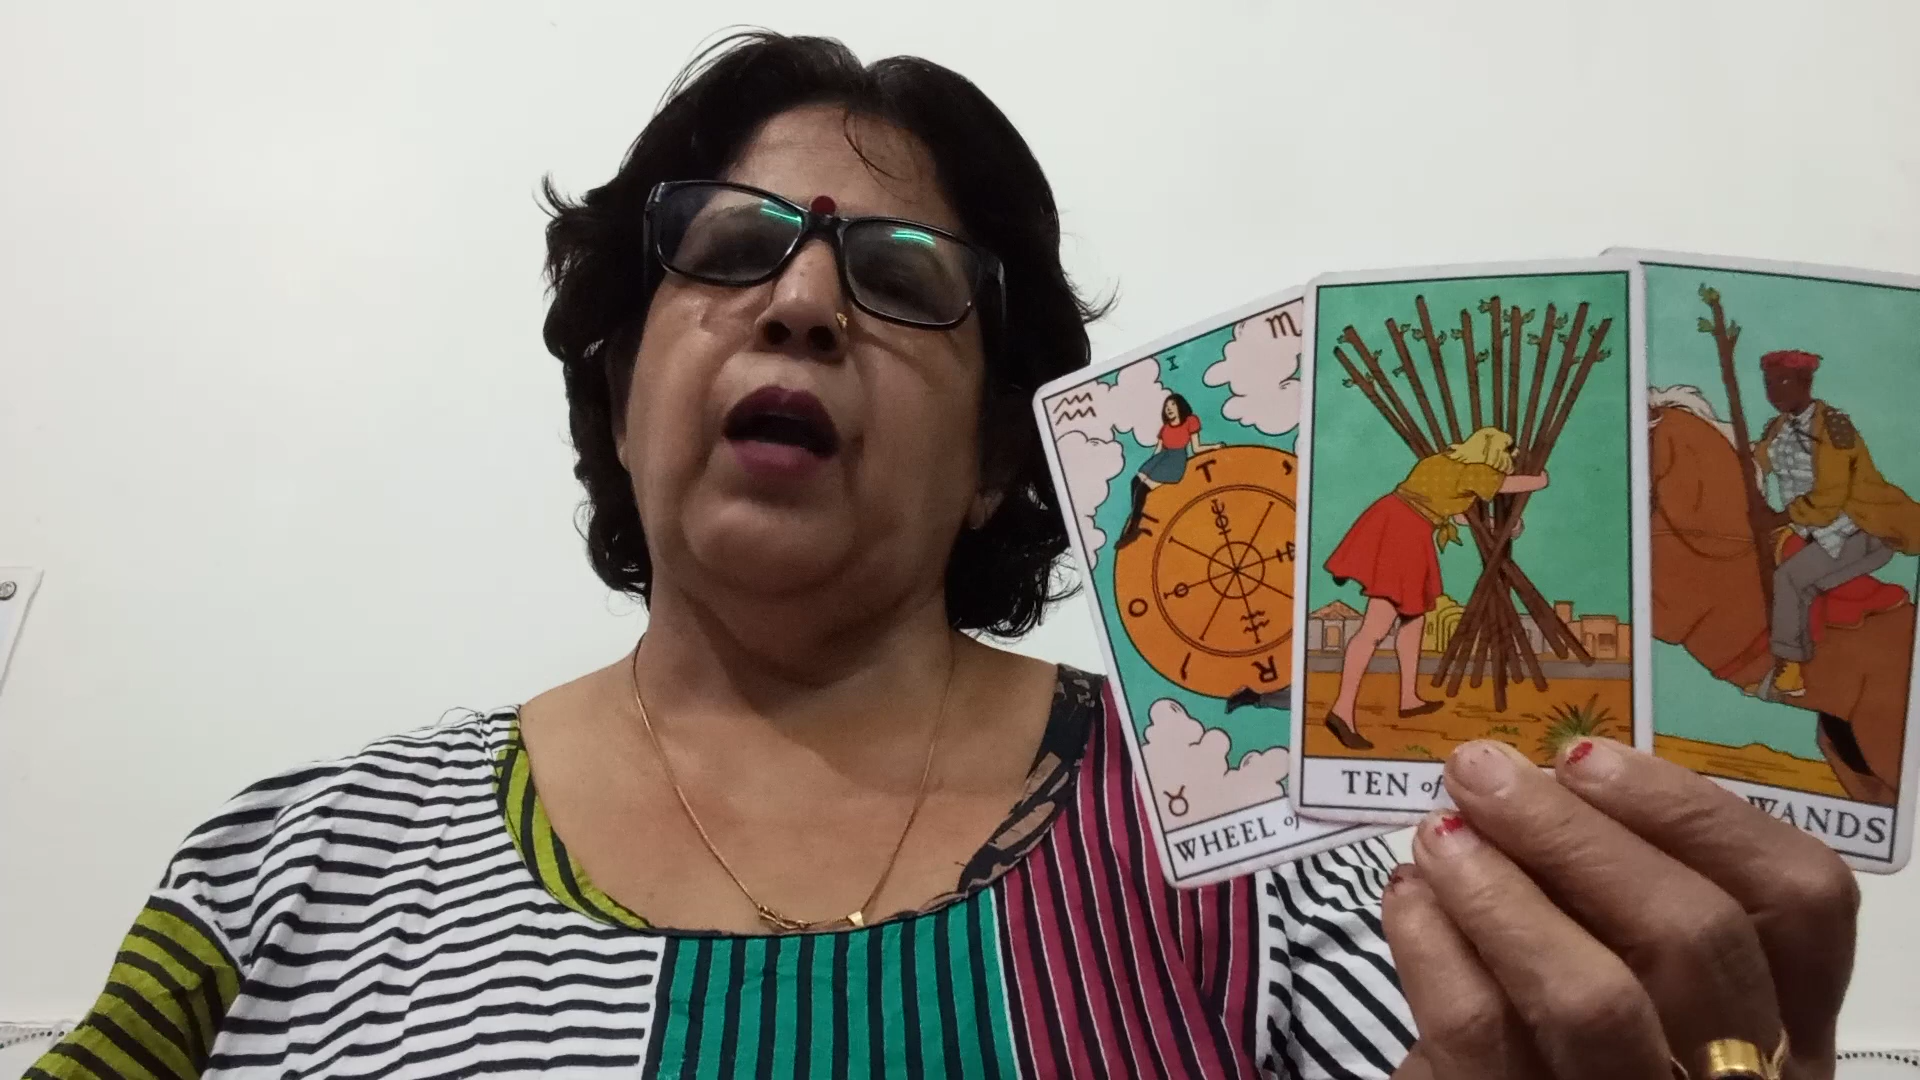 I
T
O
I
R
WHEEL of
TEN of
WANDS